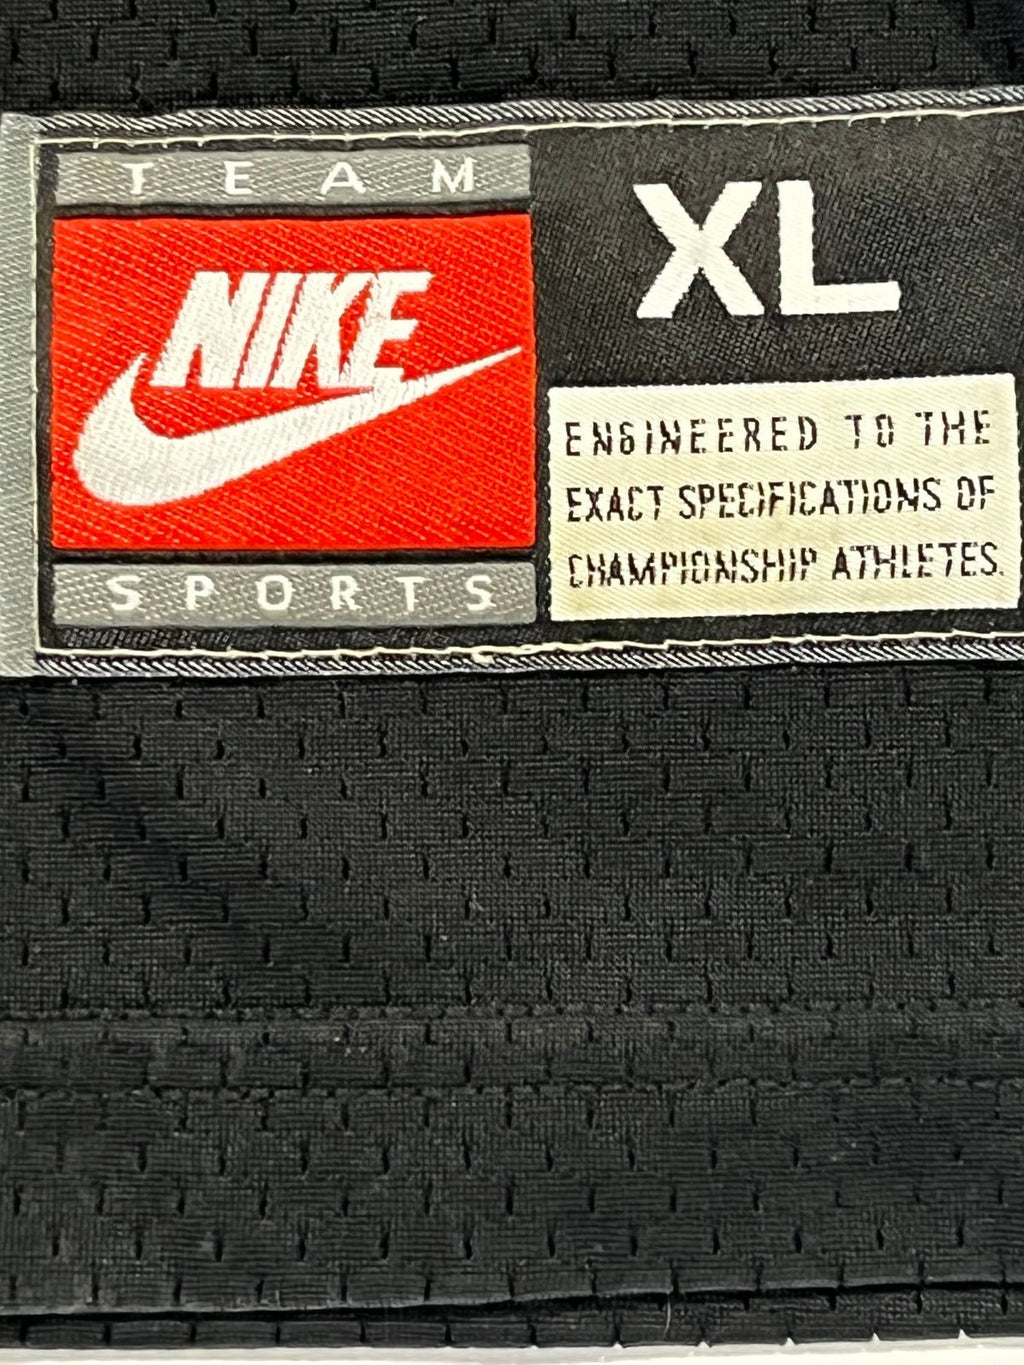 TEAM
NIKE
SPORTS
XL
ENGINEERED TO THE
EXACT SPECIFICATIONS OF
CHAMPIONSHIP ATHLETES.